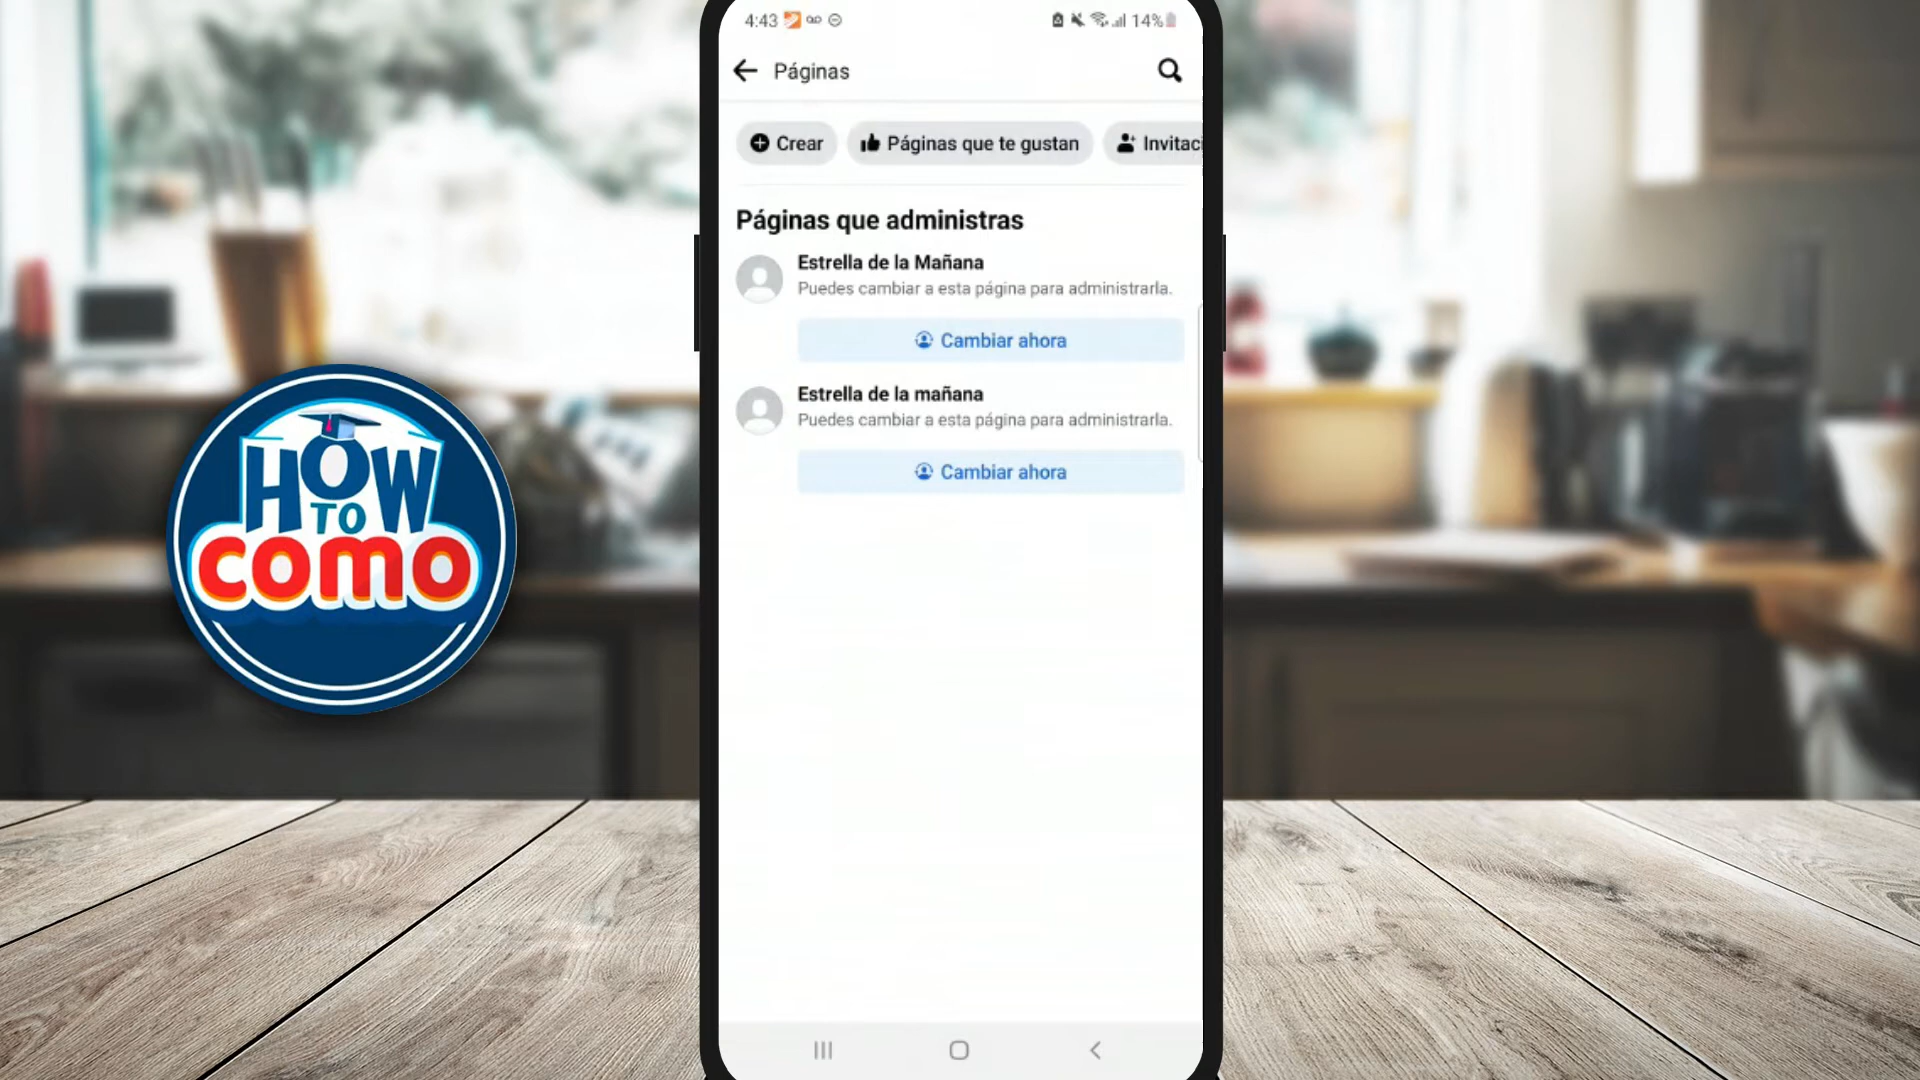 4:43
14%
Páginas
Crear
Páginas que te gustan
Invitaci
Páginas que administras
Estrella de la Mañana
Puedes cambiar a esta página para administrarla.
Cambiar ahora
Estrella de la mañana
Puedes cambiar a esta página para administrarla.
Cambiar ahora
HOW
TO
COMO